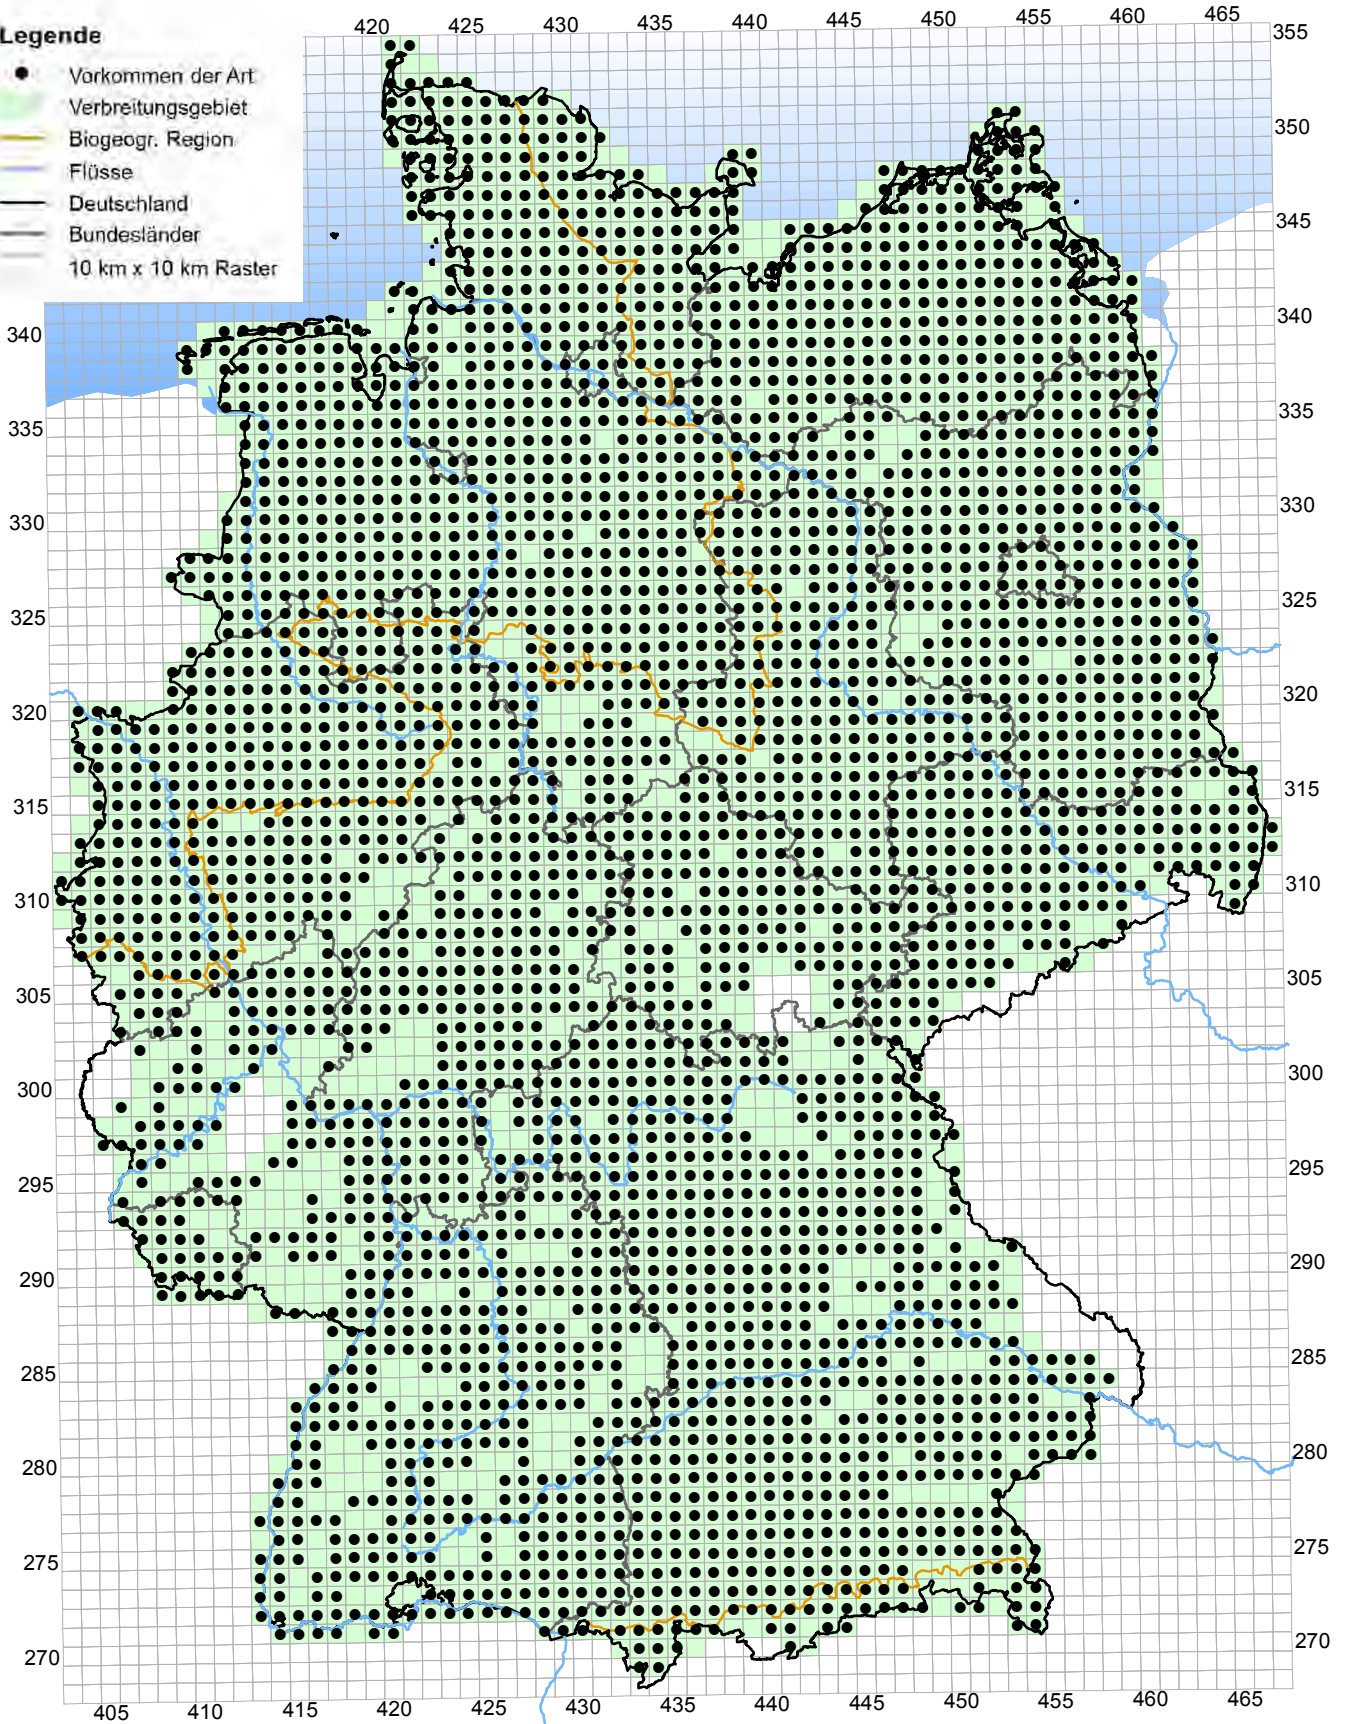 Legende
Vorkommen der Art
Verbreitungsgebiet
Biogeogr. Region
Flüsse
Deutschland
Bundesländer
10 km x 10 km Raster
420 425 430 435 440 445 450 455 460 465
355
350
345
340 340
335 335
330 330
325 325
320 320
315 315
310 310
305 305
300 300
295 295
290 290
285 285
280 280
275 275
270 270
405 410 415 420 425 430 435 440 445 450 455 460 465